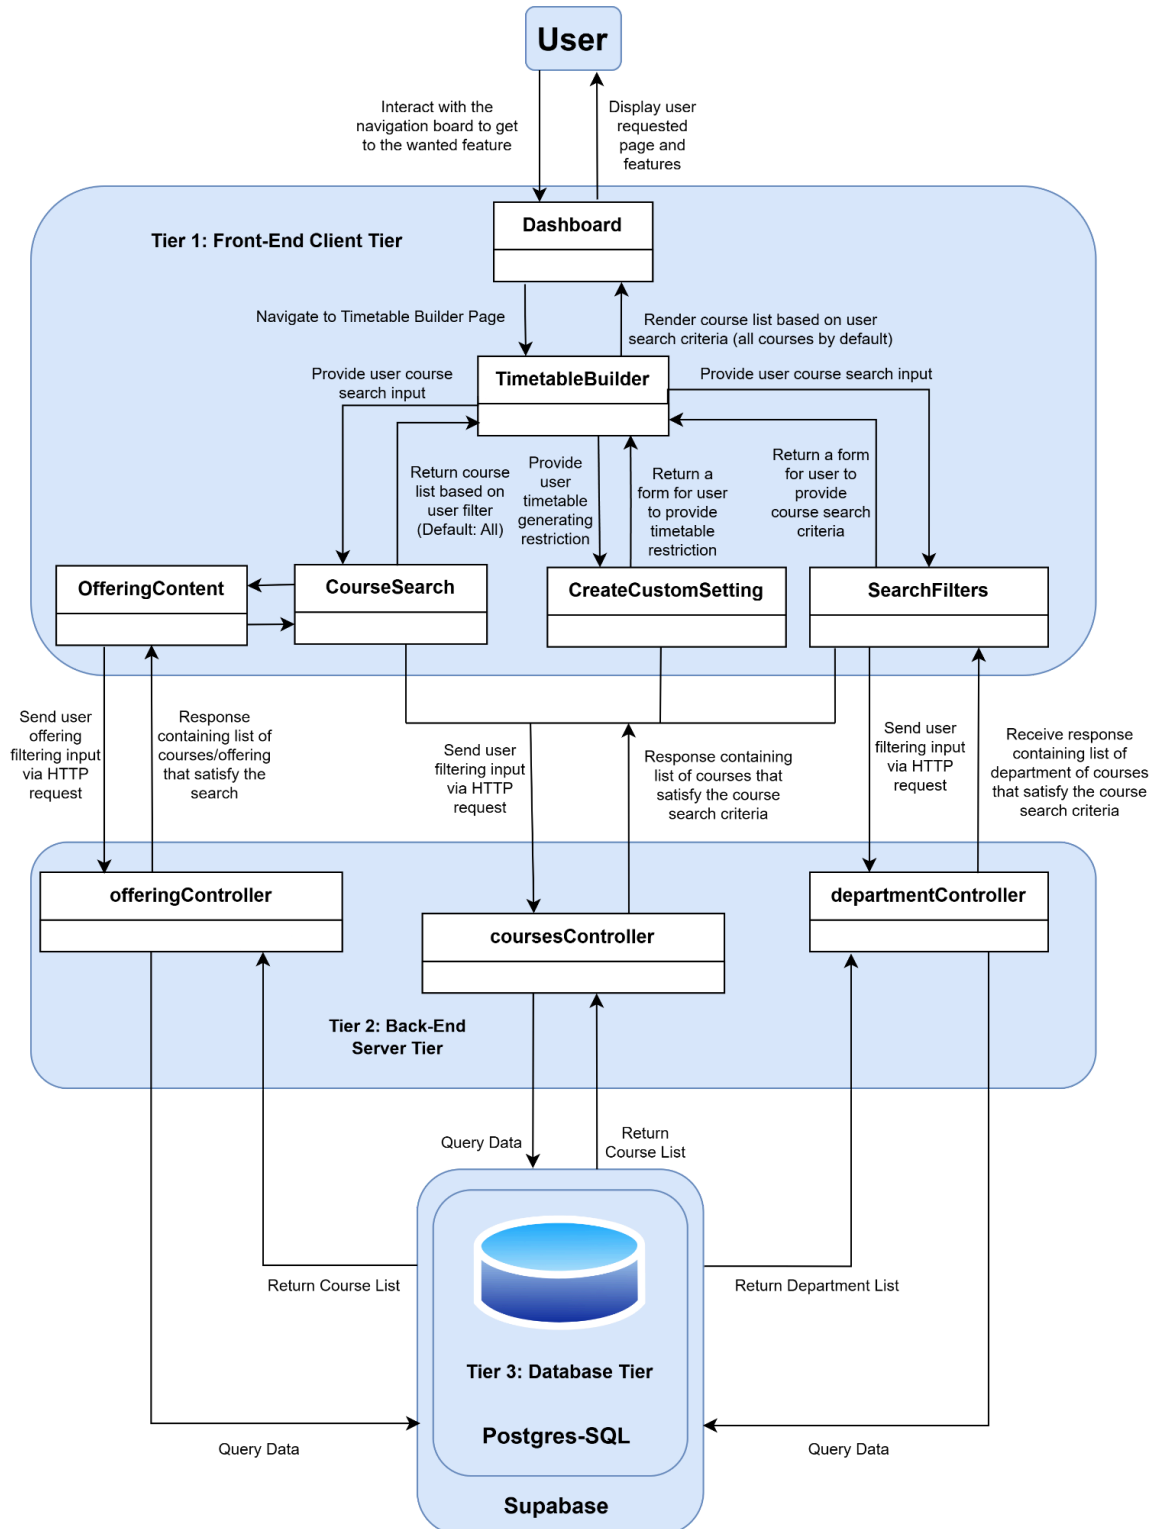 User
Interact with the
navigation board to get
to the wanted feature
Display user
requested
page and
features
Tier 1: Front-End Client Tier
Dashboard
Navigate to Timetable Builder Page
Render course list based on user
search criteria (all courses by default)
Provide user course
search input
TimetableBuilder
Provide user course search input
Return course
list based on
user filter
(Default: All)
Provide
user
timetable
generating
restriction
Return a
form for user
to provide
timetable
restriction
Return a form
for user to
provide
course search
criteria
OfferingContent
CourseSearch
CreateCustomSetting
SearchFilters
Send user
offering
filtering input
via HTTP
request
Response
containing list of
courses/offering
that satisfy the
search
Send user
filtering input
via HTTP
request
Response containing
list of courses that
satisfy the course
search criteria
Send user
filtering input
via HTTP
request
Receive response
containing list of
department of courses
that satisfy the course
search criteria
offeringController
coursesController
departmentController
Tier 2: Back-End
Server Tier
Query Data
Return
Course List
Return Course List
Return Department List
Tier 3: Database Tier
Postgres-SQL
Query Data
Query Data
Supabase